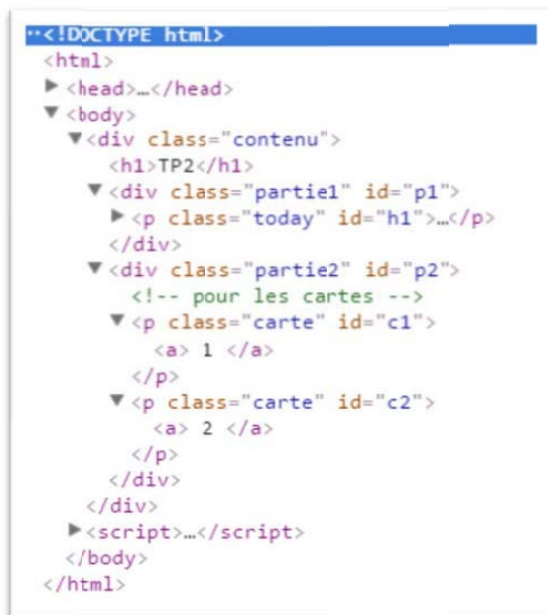 <!DOCTYPE html>
<html>
<head>…</head>
<body>
<div class="contenu">
<h1>TP2</h1>
<div class="partie1" id="p1">
<p class="today" id="h1">…</p>
</div>
<div class="partie2" id="p2">
<!-- pour les cartes -->
<p class="carte" id="c1">
<a> 1 </a>
</p>
<p class="carte" id="c2">
<a> 2 </a>
</p>
</div>
</div>
<script>…</script>
</body>
</html>